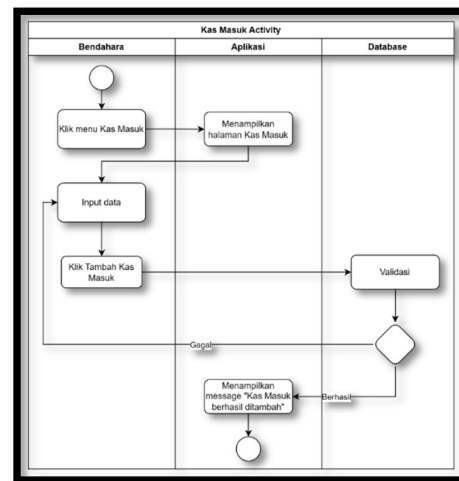 Kas Masuk Activity
Bendahara
Aplikasi
Database
Klik menu Kas Masuk
Menampilkan
halaman Kas Masuk
Input data
Klik Tambah Kas
Masuk
Validasi
Gagal
Menampilkan
message "Kas Masuk
berhasil ditambah"
Berhasil